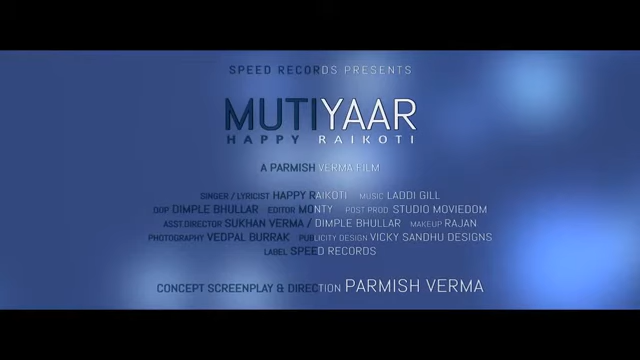 SPEED RECORDS PRESENTS
MUTIYAAR
HAPPY RAIKOTI
A PARMISH VERMA FILM
SINGER / LYRICIST HAPPY RAIKOTI MUSIC LADDI GILL
DOP DIMPLE BHULLAR EDITOR MONTY POST PROD STUDIO MOVIEDOM
ASST.DIRECTOR SUKHAN VERMA / DIMPLE BHULLAR MAKEUP RAJAN
PHOTOGRAPHY VEDPAL BURRAK PUBLICITY DESIGN VICKY SANDHU DESIGNS
LABEL SPEED RECORDS
CONCEPT SCREENPLAY & DIRECTION PARMISH VERMA